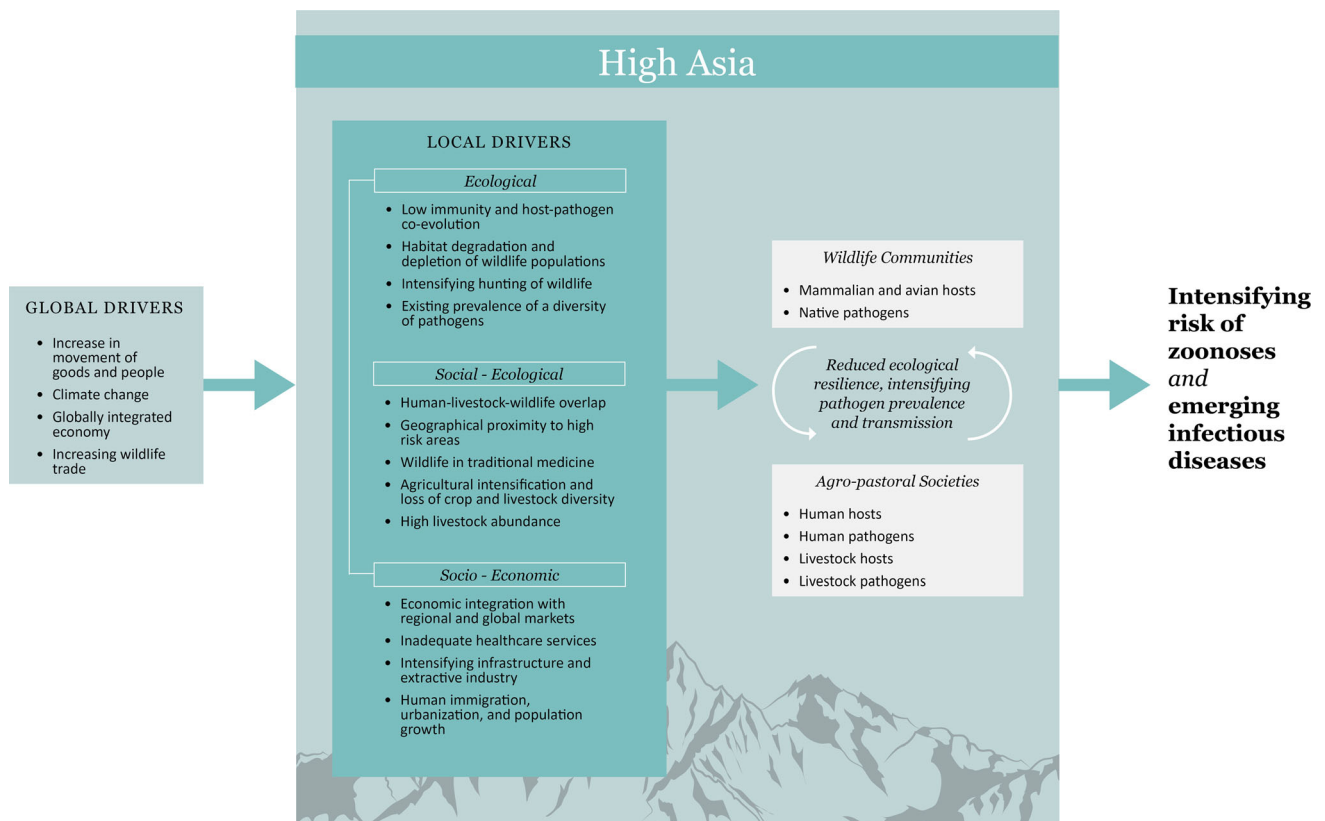 High Asia
GLOBAL DRIVERS
• Increase in
movement of
goods and people
• Climate change
• Globally integrated
economy
• Increasing wildlife
trade
LOCAL DRIVERS
Ecological
• Low immunity and host-pathogen
co-evolution
• Habitat degradation and
depletion of wildlife populations
• Intensifying hunting of wildlife
• Existing prevalence of a diversity
of pathogens
Social - Ecological
• Human-livestock-wildlife overlap
• Geographical proximity to high
risk areas
• Wildlife in traditional medicine
• Agricultural intensification and
loss of crop and livestock diversity
• High livestock abundance
Socio - Economic
• Economic integration with
regional and global markets
• Inadequate healthcare services
• Intensifying infrastructure and
extractive industry
• Human immigration,
urbanization, and population
growth
Wildlife Communities
• Mammalian and avian hosts
• Native pathogens
Reduced ecological
resilience, intensifying
pathogen prevalence
and transmission
Agro-pastoral Societies
• Human hosts
• Human pathogens
• Livestock hosts
• Livestock pathogens
Intensifying
risk of
zoonoses
and
emerging
infectious
diseases